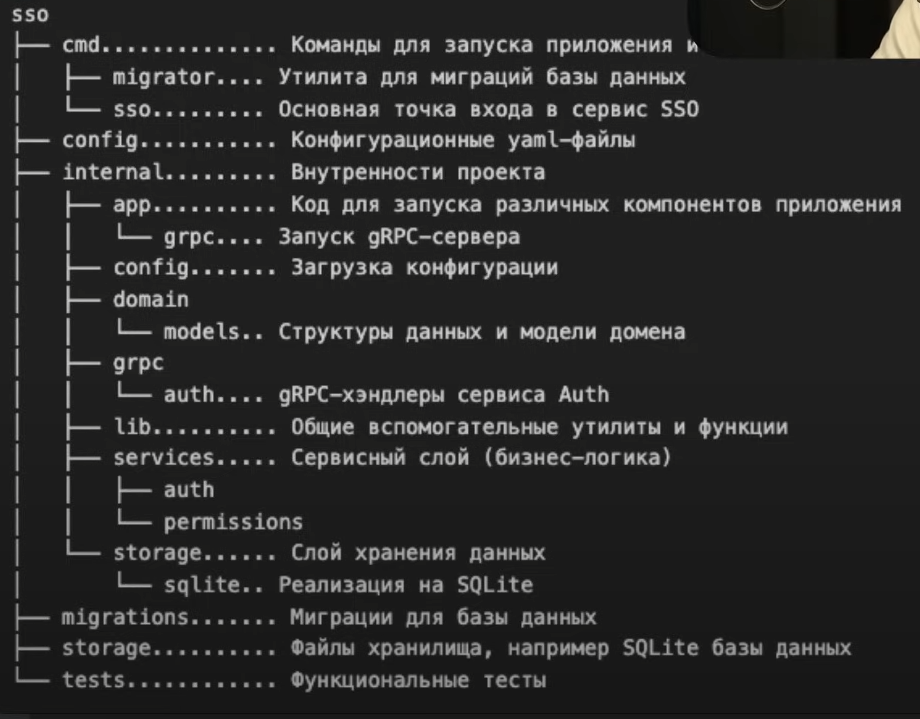 sso
├── cmd.............. Команды для запуска приложения и
│   ├── migrator.... Утилита для миграций базы данных
│   └── sso......... Основная точка входа в сервис SSO
├── config........... Конфигурационные yaml-файлы
├── internal......... Внутренности проекта
│   ├── app.......... Код для запуска различных компонентов приложения
│   │   └── grpc.... Запуск gRPC-сервера
│   ├── config....... Загрузка конфигурации
│   ├── domain
│   │   └── models.. Структуры данных и модели домена
│   ├── grpc
│   │   └── auth.... gRPC-хэндлеры сервиса Auth
│   ├── lib.......... Общие вспомогательные утилиты и функции
│   ├── services..... Сервисный слой (бизнес-логика)
│   │   ├── auth
│   │   └── permissions
│   └── storage...... Слой хранения данных
│       └── sqlite.. Реализация на SQLite
├── migrations....... Миграции для базы данных
├── storage.......... Файлы хранилища, например SQLite базы данных
└── tests............ Функциональные тесты